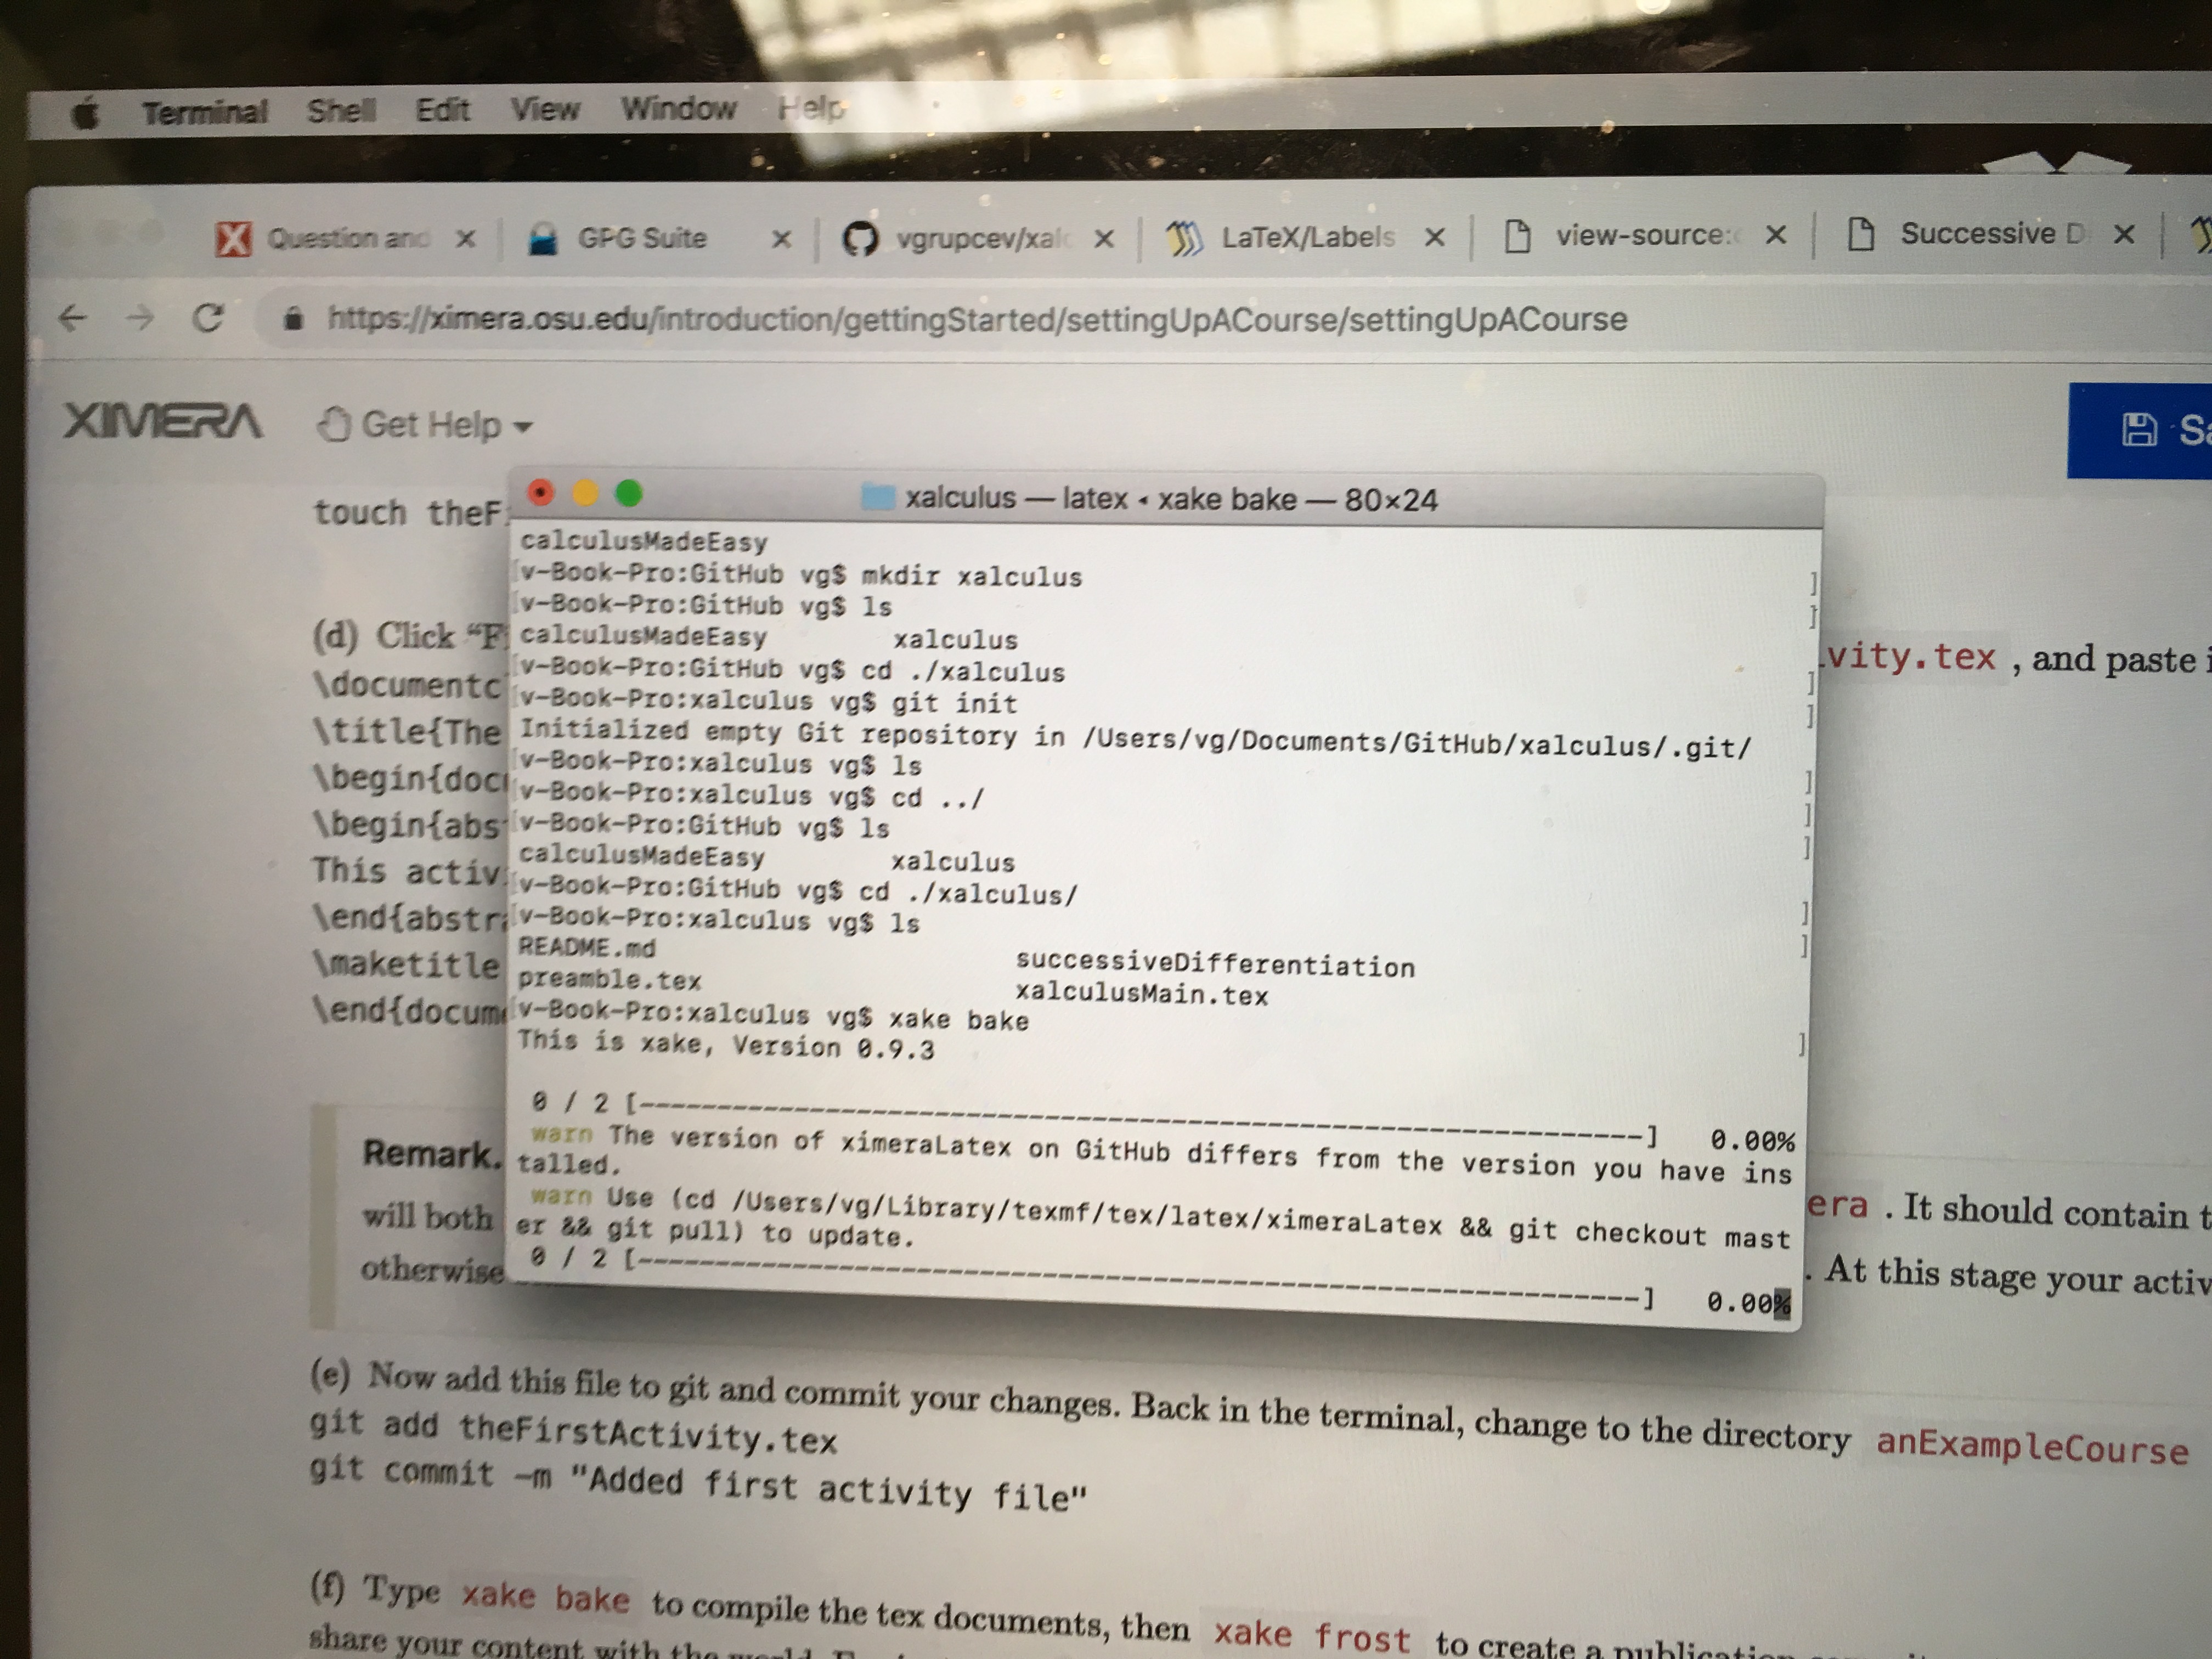 Terminal Shell Edit View Window Help
Question and GPG Suite vgrupcev/xalc LaTeX/Labels view-source: Successive D
https://ximera.osu.edu/introduction/gettingStarted/settingUpACourse/settingUpACourse
XIMERA Get Help
touch theF
xalculus — latex ◂ xake bake — 80×24
calculusMadeEasy
[v-Book-Pro:GitHub vg$ mkdir xalculus ]
[v-Book-Pro:GitHub vg$ ls ]
calculusMadeEasy xalculus
[v-Book-Pro:GitHub vg$ cd ./xalculus ]
[v-Book-Pro:xalculus vg$ git init ]
Initialized empty Git repository in /Users/vg/Documents/GitHub/xalculus/.git/
[v-Book-Pro:xalculus vg$ ls ]
[v-Book-Pro:xalculus vg$ cd ../ ]
[v-Book-Pro:GitHub vg$ ls ]
calculusMadeEasy xalculus
[v-Book-Pro:GitHub vg$ cd ./xalculus/ ]
[v-Book-Pro:xalculus vg$ ls ]
README.md successiveDifferentiation
preamble.tex xalculusMain.tex
[v-Book-Pro:xalculus vg$ xake bake ]
This is xake, Version 0.9.3
0 / 2 [---------------------------------------------------------------] 0.00%
warn The version of ximeraLatex on GitHub differs from the version you have ins
talled.
warn Use (cd /Users/vg/Library/texmf/tex/latex/ximeraLatex && git checkout mast
er && git pull) to update.
0 / 2 [---------------------------------------------------------------] 0.00%
(d) Click “F vity.tex , and paste i
\documentc
\title{The
\begin{doc
\begin{abs
This activ
\end{abstr
\maketitle
\end{docum
Remark.
will both era . It should contain t
otherwise . At this stage your activ
(e) Now add this file to git and commit your changes. Back in the terminal, change to the directory anExampleCourse
git add theFirstActivity.tex
git commit -m "Added first activity file"
(f) Type xake bake to compile the tex documents, then xake frost to create a publication
share your content with the world.